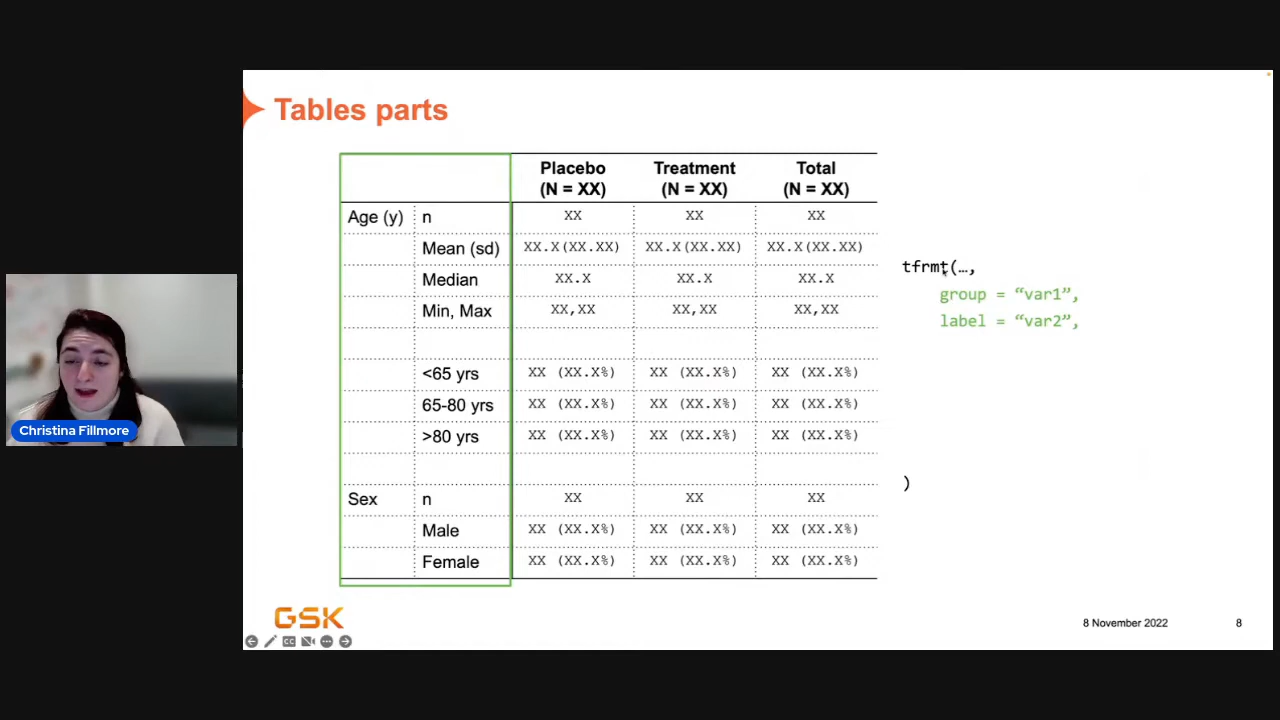 Tables parts
Placebo Treatment Total
(N = XX) (N = XX) (N = XX)
Age (y) n XX XX XX
Mean (sd) XX.X(XX.XX) XX.X(XX.XX) XX.X(XX.XX)
Median XX.X XX.X XX.X
Min, Max XX,XX XX,XX XX,XX
<65 yrs XX (XX.X%) XX (XX.X%) XX (XX.X%)
65-80 yrs XX (XX.X%) XX (XX.X%) XX (XX.X%)
>80 yrs XX (XX.X%) XX (XX.X%) XX (XX.X%)
Sex n XX XX XX
Male XX (XX.X%) XX (XX.X%) XX (XX.X%)
Female XX (XX.X%) XX (XX.X%) XX (XX.X%)
tfrmt(…,
group = “var1”,
label = “var2”,
)
Christina Fillmore
GSK
8 November 2022
8
CC